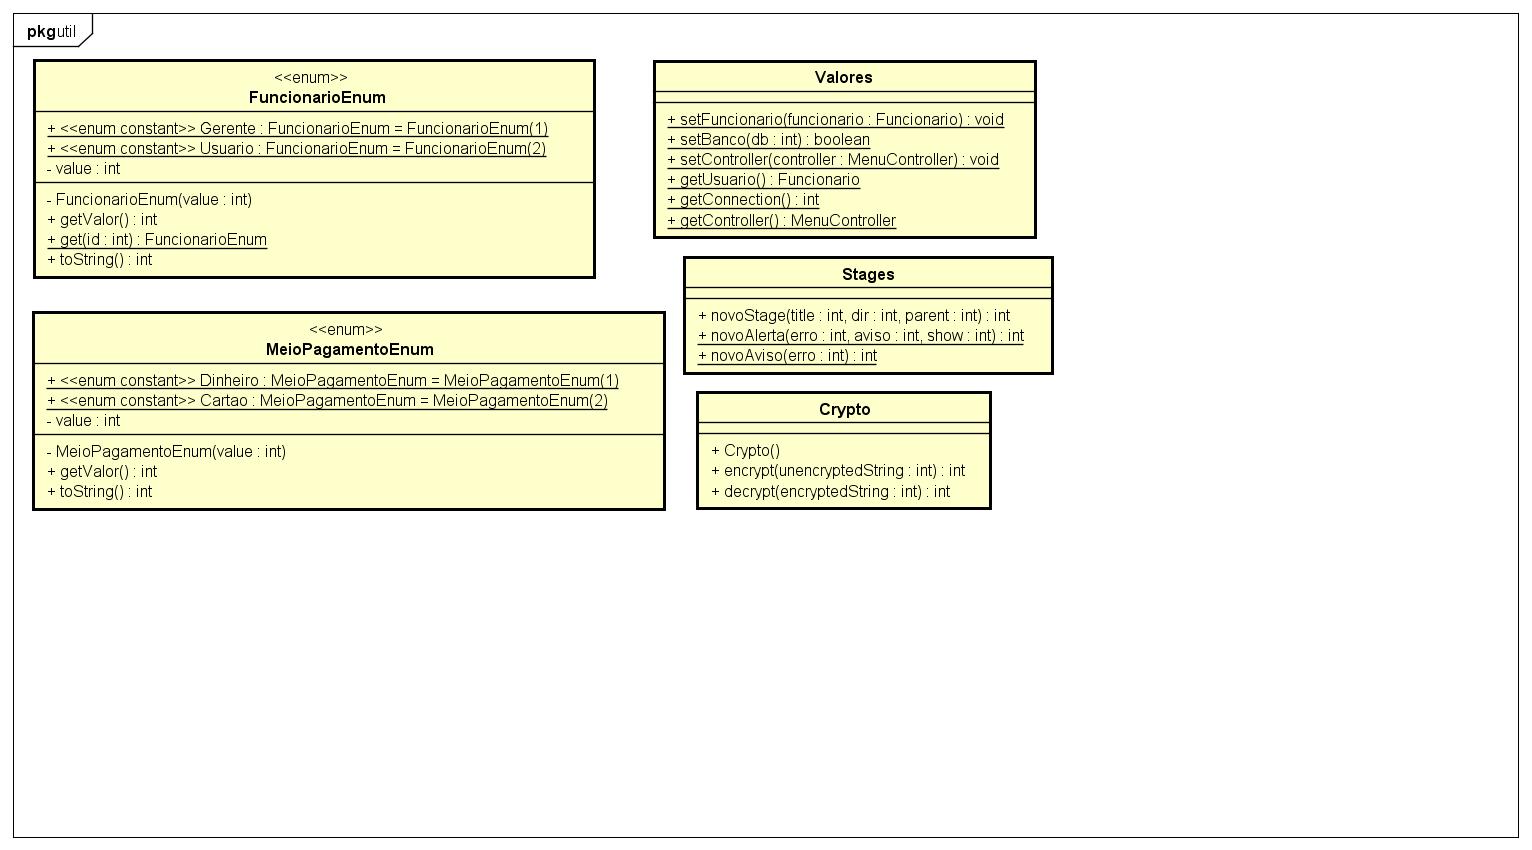 pkg util
<<enum>>
FuncionarioEnum
+ <<enum constant>> Gerente : FuncionarioEnum = FuncionarioEnum(1)
+ <<enum constant>> Usuario : FuncionarioEnum = FuncionarioEnum(2)
- value : int
- FuncionarioEnum(value : int)
+ getValor() : int
+ get(id : int) : FuncionarioEnum
+ toString() : int
<<enum>>
MeioPagamentoEnum
+ <<enum constant>> Dinheiro : MeioPagamentoEnum = MeioPagamentoEnum(1)
+ <<enum constant>> Cartao : MeioPagamentoEnum = MeioPagamentoEnum(2)
- value : int
- MeioPagamentoEnum(value : int)
+ getValor() : int
+ toString() : int
Valores
+ setFuncionario(funcionario : Funcionario) : void
+ setBanco(db : int) : boolean
+ setController(controller : MenuController) : void
+ getUsuario() : Funcionario
+ getConnection() : int
+ getController() : MenuController
Stages
+ novoStage(title : int, dir : int, parent : int) : int
+ novoAlerta(erro : int, aviso : int, show : int) : int
+ novoAviso(erro : int) : int
Crypto
+ Crypto()
+ encrypt(unencryptedString : int) : int
+ decrypt(encryptedString : int) : int